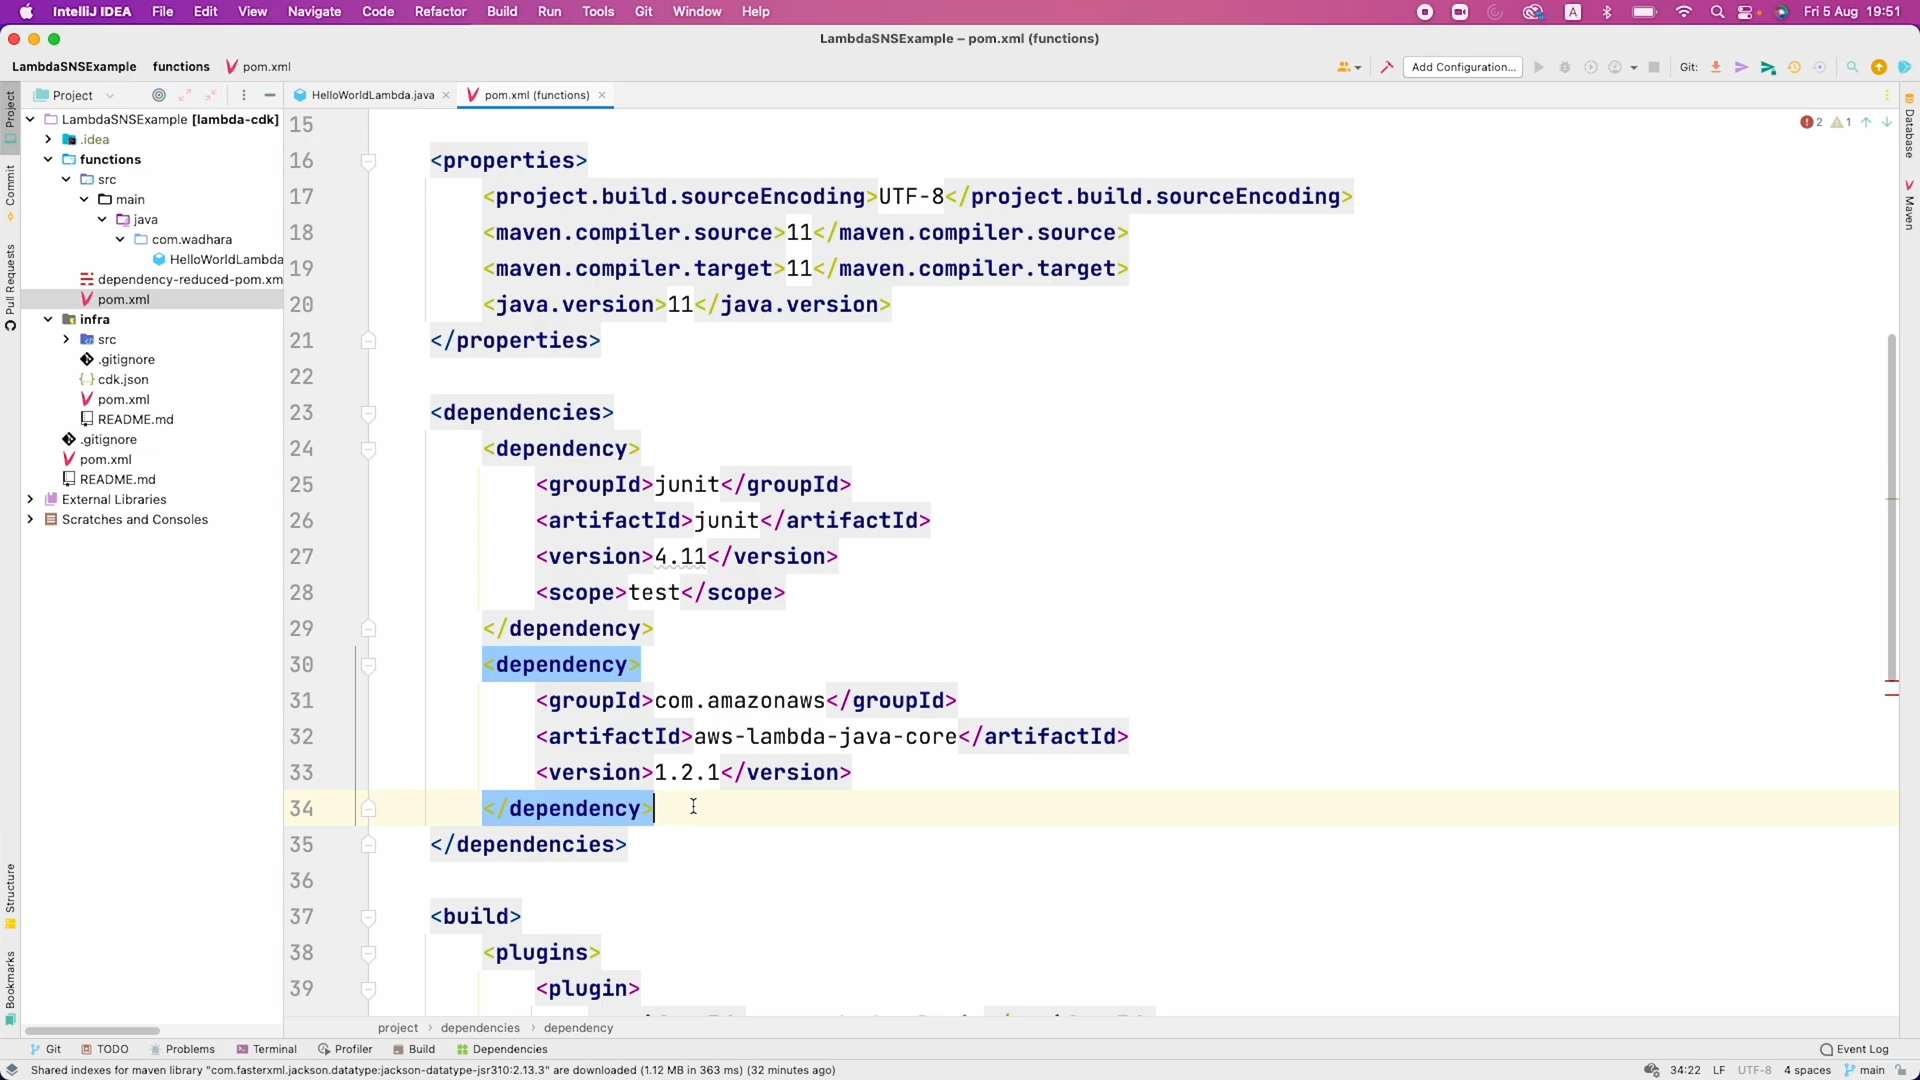 IntelliJ IDEA File Edit View Navigate Code Refactor Build Run Tools Git Window Help A Fri 5 Aug 19:51
LambdaSNSExample – pom.xml (functions)
LambdaSNSExample functions pom.xml Add Configuration... Git:
Project HelloWorldLambda.java pom.xml (functions)
LambdaSNSExample [lambda-cdk]
.idea
functions
src
main
java
com.wadhara
HelloWorldLambda
dependency-reduced-pom.xm
pom.xml
infra
src
.gitignore
cdk.json
pom.xml
README.md
.gitignore
pom.xml
README.md
External Libraries
Scratches and Consoles
Project
Commit
Pull Requests
Structure
Bookmarks
15
16 <properties>
17 <project.build.sourceEncoding>UTF-8</project.build.sourceEncoding>
18 <maven.compiler.source>11</maven.compiler.source>
19 <maven.compiler.target>11</maven.compiler.target>
20 <java.version>11</java.version>
21 </properties>
22
23 <dependencies>
24 <dependency>
25 <groupId>junit</groupId>
26 <artifactId>junit</artifactId>
27 <version>4.11</version>
28 <scope>test</scope>
29 </dependency>
30 <dependency>
31 <groupId>com.amazonaws</groupId>
32 <artifactId>aws-lambda-java-core</artifactId>
33 <version>1.2.1</version>
34 </dependency>
35 </dependencies>
36
37 <build>
38 <plugins>
39 <plugin>
2 1
Database
Maven
project › dependencies › dependency
Git TODO Problems Terminal Profiler Build Dependencies Event Log
Shared indexes for maven library "com.fasterxml.jackson.datatype:jackson-datatype-jsr310:2.13.3" are downloaded (1.12 MB in 363 ms) (32 minutes ago) 34:22 LF UTF-8 4 spaces main